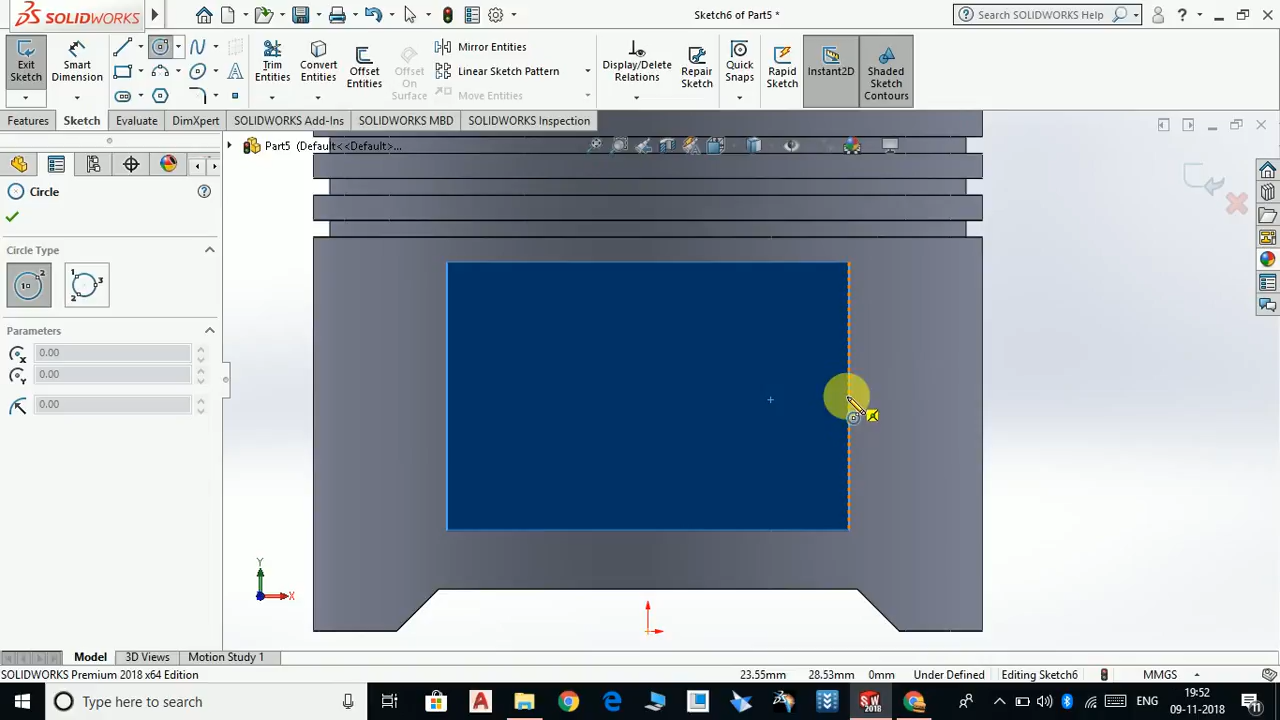 SOLIDWORKS
Sketch6 of Part5 *
Search SOLIDWORKS Help
Exit Sketch
Smart Dimension
Trim Entities
Convert Entities
Offset Entities
Offset On Surface
Mirror Entities
Linear Sketch Pattern
Move Entities
Display/Delete Relations
Repair Sketch
Quick Snaps
Rapid Sketch
Instant2D
Shaded Sketch Contours
Features
Sketch
Evaluate
DimXpert
SOLIDWORKS Add-Ins
SOLIDWORKS MBD
SOLIDWORKS Inspection
Part5 (Default<<Default>...
Circle
Circle Type
Parameters
0.00
0.00
0.00
Y
X
Model
3D Views
Motion Study 1
SOLIDWORKS Premium 2018 x64 Edition
23.55mm
28.53mm
0mm
Under Defined
Editing Sketch6
MMGS
Type here to search
ENG
19:52
09-11-2018